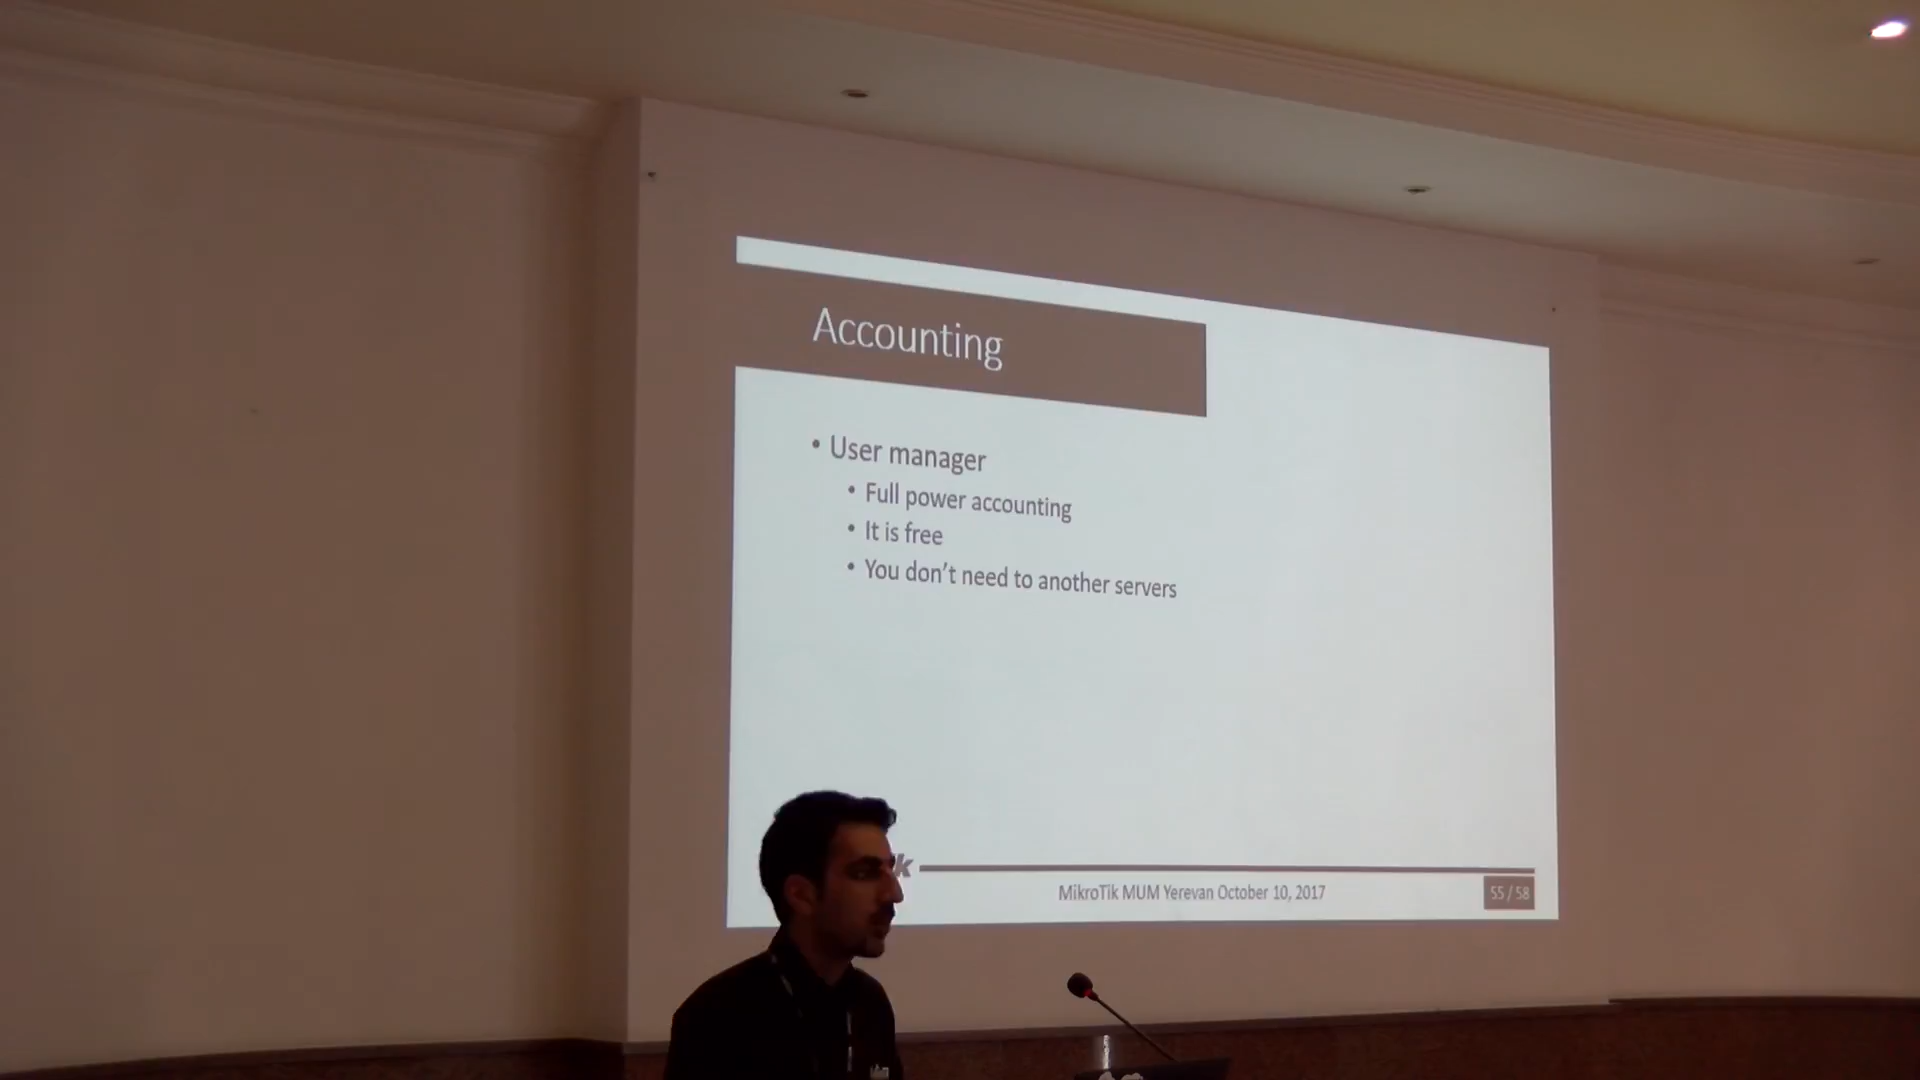 Accounting
• User manager
• Full power accounting
• It is free
• You don't need to another servers
MikroTik MUM Yerevan October 10, 2017
55 / 58